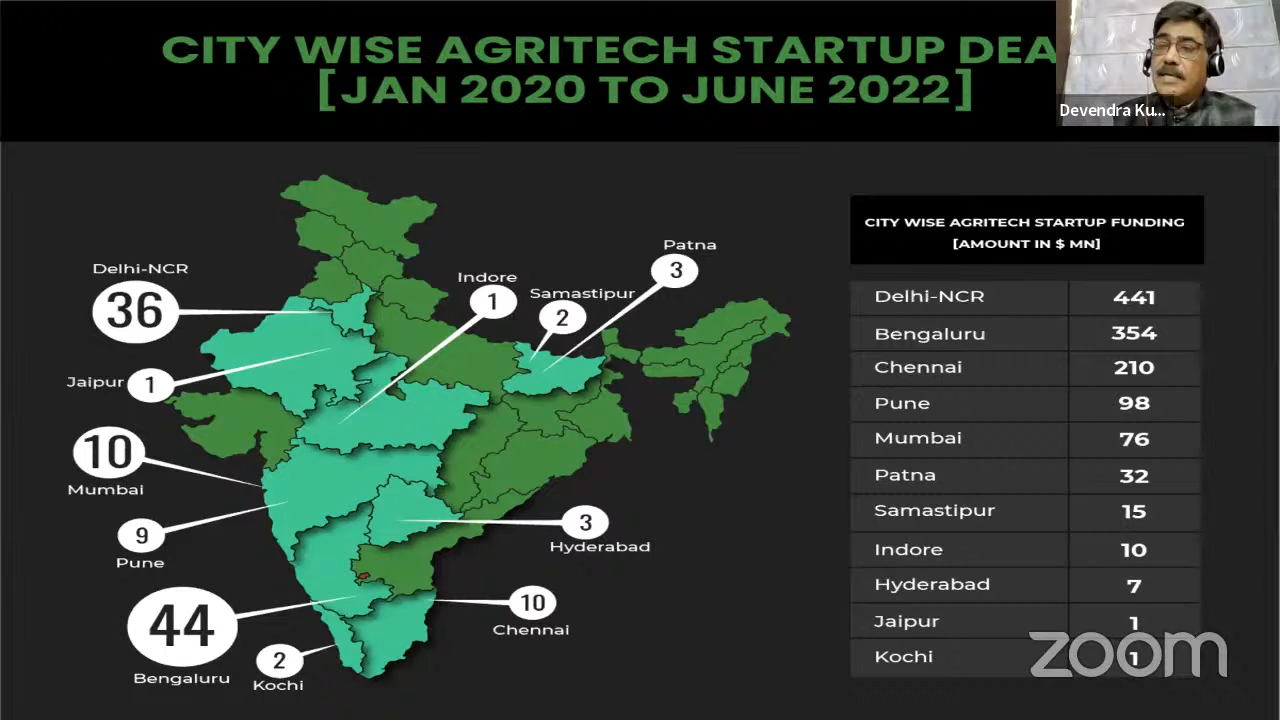 CITY WISE AGRITECH STARTUP DEA
[JAN 2020 TO JUNE 2022]
Devendra Ku...
Delhi-NCR
36
Jaipur
1
10
Mumbai
9
Pune
44
Bengaluru
2
Kochi
Indore
1
Samastipur
2
Patna
3
3
Hyderabad
10
Chennai
CITY WISE AGRITECH STARTUP FUNDING
[AMOUNT IN $ MN]
Delhi-NCR 441
Bengaluru 354
Chennai 210
Pune 98
Mumbai 76
Patna 32
Samastipur 15
Indore 10
Hyderabad 7
Jaipur 1
Kochi 1
zoom